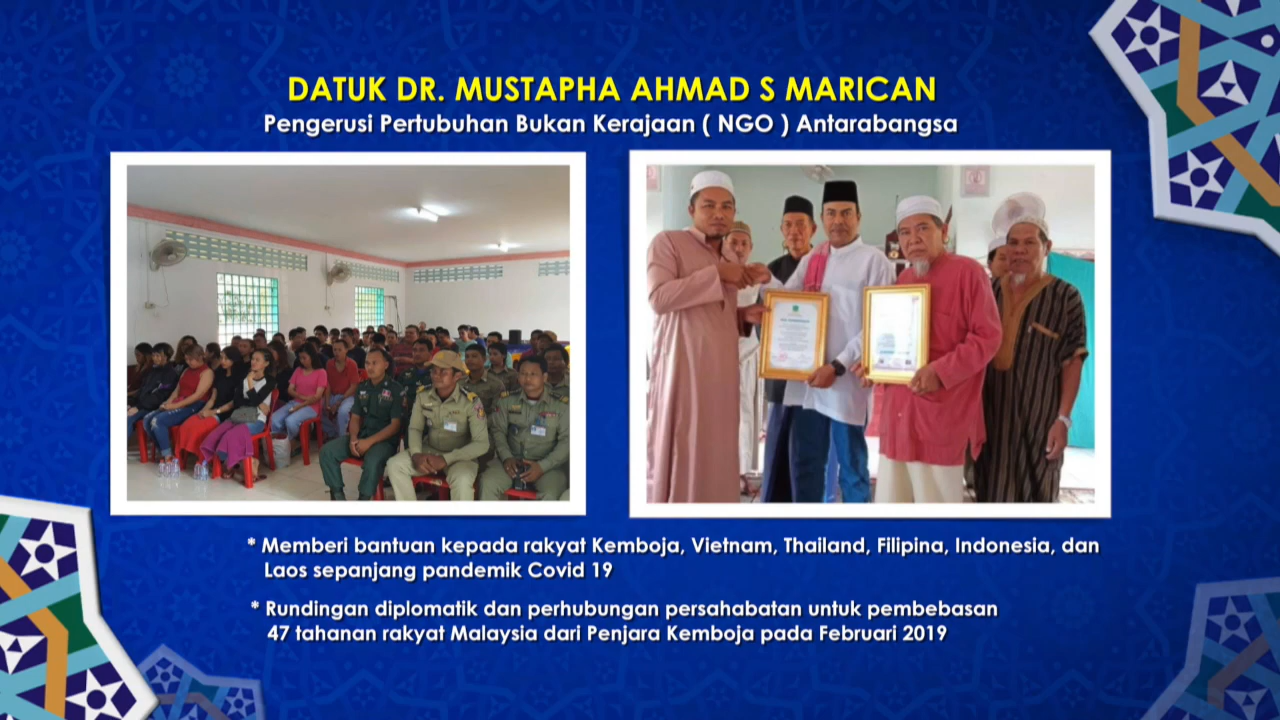 DATUK DR. MUSTAPHA AHMAD S MARICAN
Pengerusi Pertubuhan Bukan Kerajaan ( NGO ) Antarabangsa
* Memberi bantuan kepada rakyat Kemboja, Vietnam, Thailand, Filipina, Indonesia, dan
Laos sepanjang pandemik Covid 19
* Rundingan diplomatik dan perhubungan persahabatan untuk pembebasan
47 tahanan rakyat Malaysia dari Penjara Kemboja pada Februari 2019